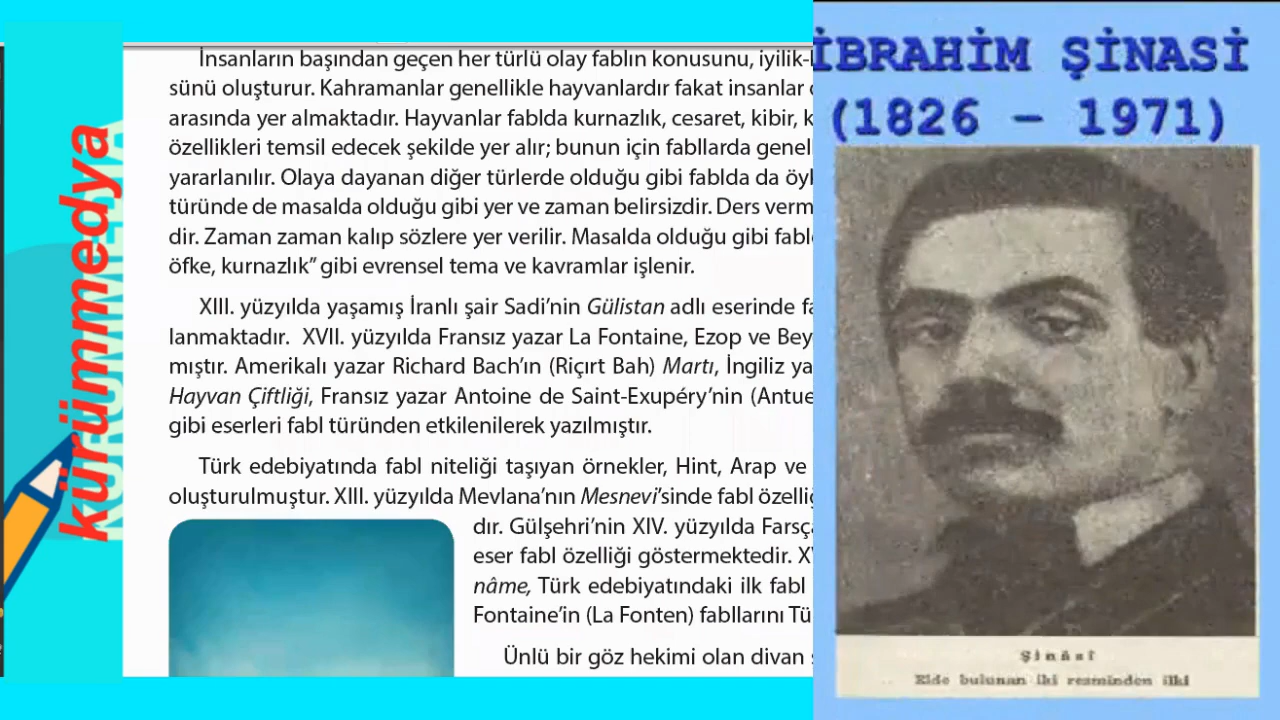 kürümmedya
KÜRÜMMEDYA
İnsanların başından geçen her türlü olay fablın konusunu, iyilik-
sünü oluşturur. Kahramanlar genellikle hayvanlardır fakat insanlar
arasında yer almaktadır. Hayvanlar fablda kurnazlık, cesaret, kibir, k
özellikleri temsil edecek şekilde yer alır; bunun için fabllarda genel
yararlanılır. Olaya dayanan diğer türlerde olduğu gibi fablda da öyk
türünde de masalda olduğu gibi yer ve zaman belirsizdir. Ders verm
dir. Zaman zaman kalıp sözlere yer verilir. Masalda olduğu gibi fabl
öfke, kurnazlık” gibi evrensel tema ve kavramlar işlenir.
XIII. yüzyılda yaşamış İranlı şair Sadi’nin Gülistan adlı eserinde fa
lanmaktadır. XVII. yüzyılda Fransız yazar La Fontaine, Ezop ve Bey
mıştır. Amerikalı yazar Richard Bach’ın (Riçırt Bah) Martı, İngiliz ya
Hayvan Çiftliği, Fransız yazar Antoine de Saint-Exupéry’nin (Antue
gibi eserleri fabl türünden etkilenilerek yazılmıştır.
Türk edebiyatında fabl niteliği taşıyan örnekler, Hint, Arap ve
oluşturulmuştur. XIII. yüzyılda Mevlana’nın Mesnevi’sinde fabl özelliğ
dır. Gülşehri’nin XIV. yüzyılda Farsça
eser fabl özelliği göstermektedir. XV
nâme, Türk edebiyatındaki ilk fabl
Fontaine’in (La Fonten) fabllarını Tü
Ünlü bir göz hekimi olan divan ş
İBRAHİM ŞİNASİ
(1826 – 1971)
Şinâsî
Elde bulunan iki resminden ilki